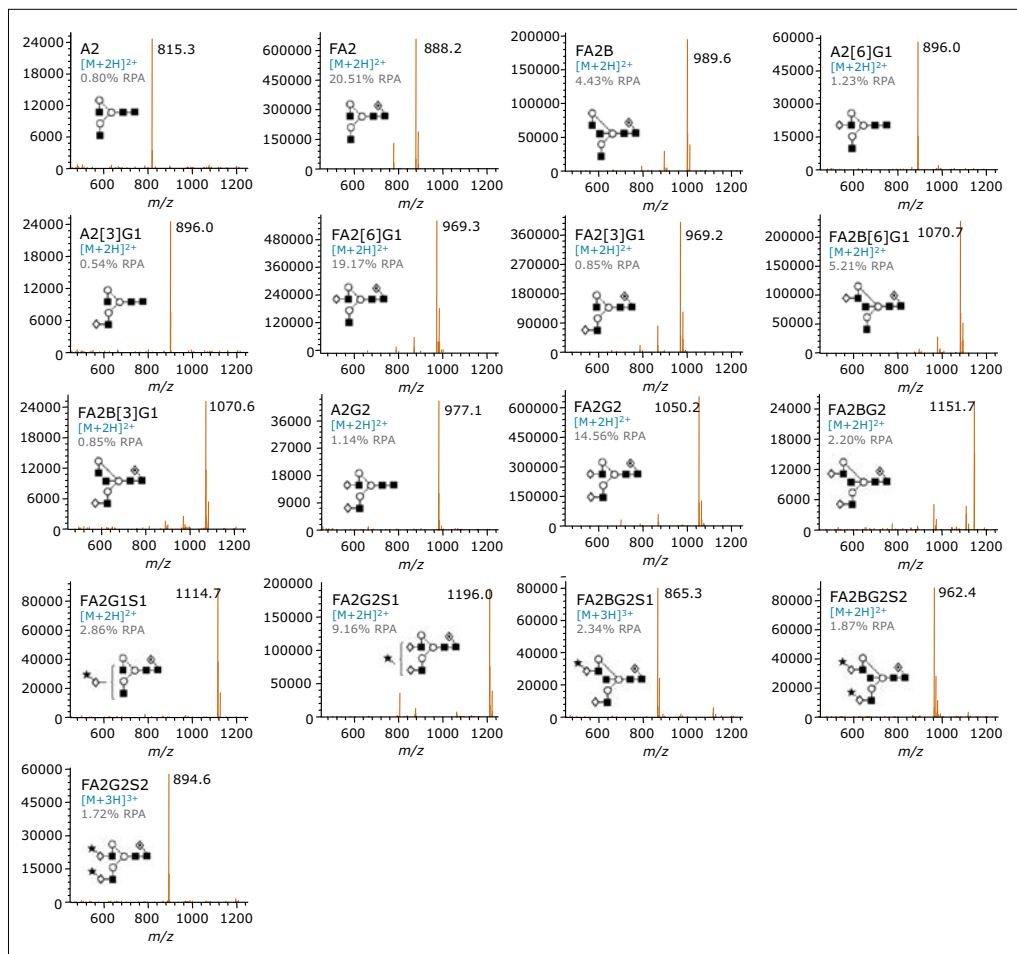 A2
[M+2H]²⁺
0.80% RPA
815.3
24000
18000
12000
6000
0
600 800 1000 1200
m/z
FA2
[M+2H]²⁺
20.51% RPA
888.2
600000
450000
300000
150000
0
600 800 1000 1200
m/z
FA2B
[M+2H]²⁺
4.43% RPA
989.6
200000
150000
100000
50000
0
600 800 1000 1200
m/z
A2[6]G1
[M+2H]²⁺
1.23% RPA
896.0
60000
45000
30000
15000
0
600 800 1000 1200
m/z
A2[3]G1
[M+2H]²⁺
0.54% RPA
896.0
24000
18000
12000
6000
0
600 800 1000 1200
m/z
FA2[6]G1
[M+2H]²⁺
19.17% RPA
969.3
480000
360000
240000
120000
0
600 800 1000 1200
m/z
FA2[3]G1
[M+2H]²⁺
0.85% RPA
969.2
360000
270000
180000
90000
0
600 800 1000 1200
m/z
FA2B[6]G1
[M+2H]²⁺
5.21% RPA
1070.7
200000
150000
100000
50000
0
600 800 1000 1200
m/z
FA2B[3]G1
[M+2H]²⁺
0.85% RPA
1070.6
24000
18000
12000
6000
0
600 800 1000 1200
m/z
A2G2
[M+2H]²⁺
1.14% RPA
977.1
36000
27000
18000
9000
0
600 800 1000 1200
m/z
FA2G2
[M+2H]²⁺
14.56% RPA
1050.2
600000
450000
300000
150000
0
600 800 1000 1200
m/z
FA2BG2
[M+2H]²⁺
2.20% RPA
1151.7
24000
18000
12000
6000
0
600 800 1000 1200
m/z
FA2G1S1
[M+2H]²⁺
2.86% RPA
1114.7
80000
60000
40000
20000
0
600 800 1000 1200
m/z
FA2G2S1
[M+2H]²⁺
9.16% RPA
1196.0
200000
150000
100000
50000
0
600 800 1000 1200
m/z
FA2BG2S1
[M+3H]³⁺
2.34% RPA
865.3
80000
60000
40000
20000
0
600 800 1000 1200
m/z
FA2BG2S2
[M+2H]²⁺
1.87% RPA
962.4
80000
60000
40000
20000
0
600 800 1000 1200
m/z
FA2G2S2
[M+3H]³⁺
1.72% RPA
894.6
60000
45000
30000
15000
0
600 800 1000 1200
m/z